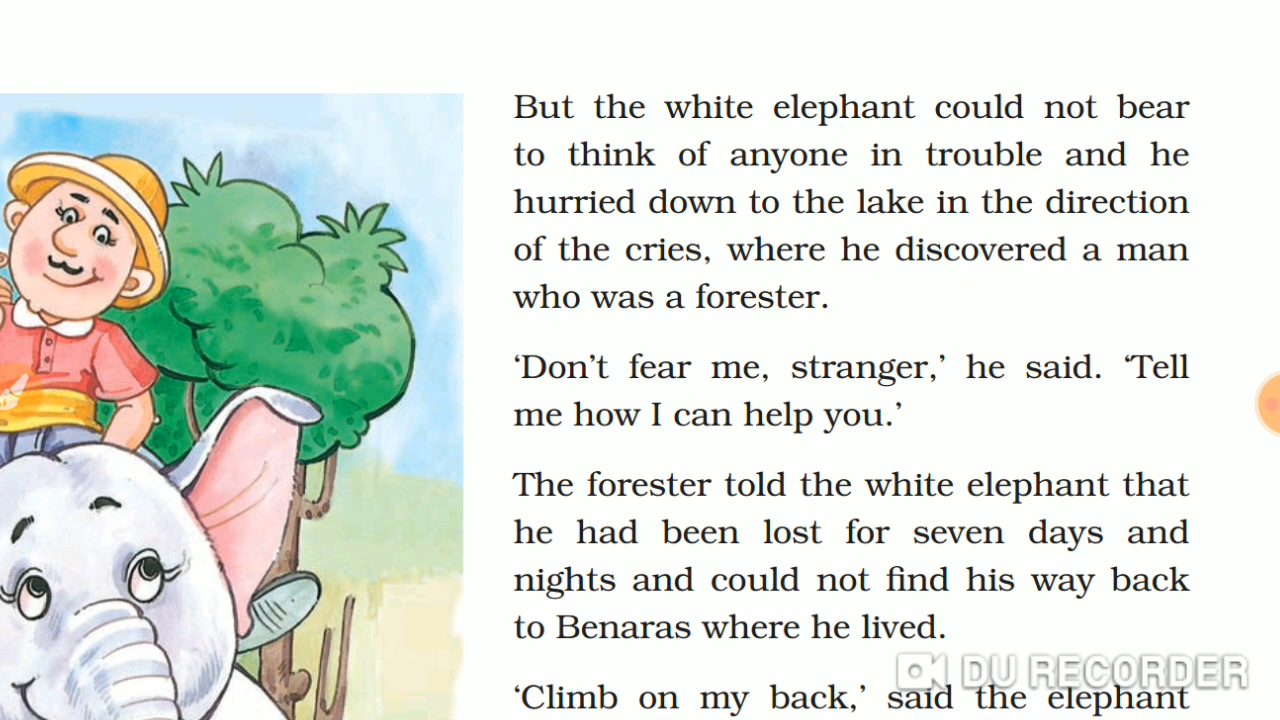 But the white elephant could not bear
to think of anyone in trouble and he
hurried down to the lake in the direction
of the cries, where he discovered a man
who was a forester.
‘Don’t fear me, stranger,’ he said. ‘Tell
me how I can help you.’
The forester told the white elephant that
he had been lost for seven days and
nights and could not find his way back
to Benaras where he lived.
‘Climb on my back,’ said the elephant
DU RECORDER